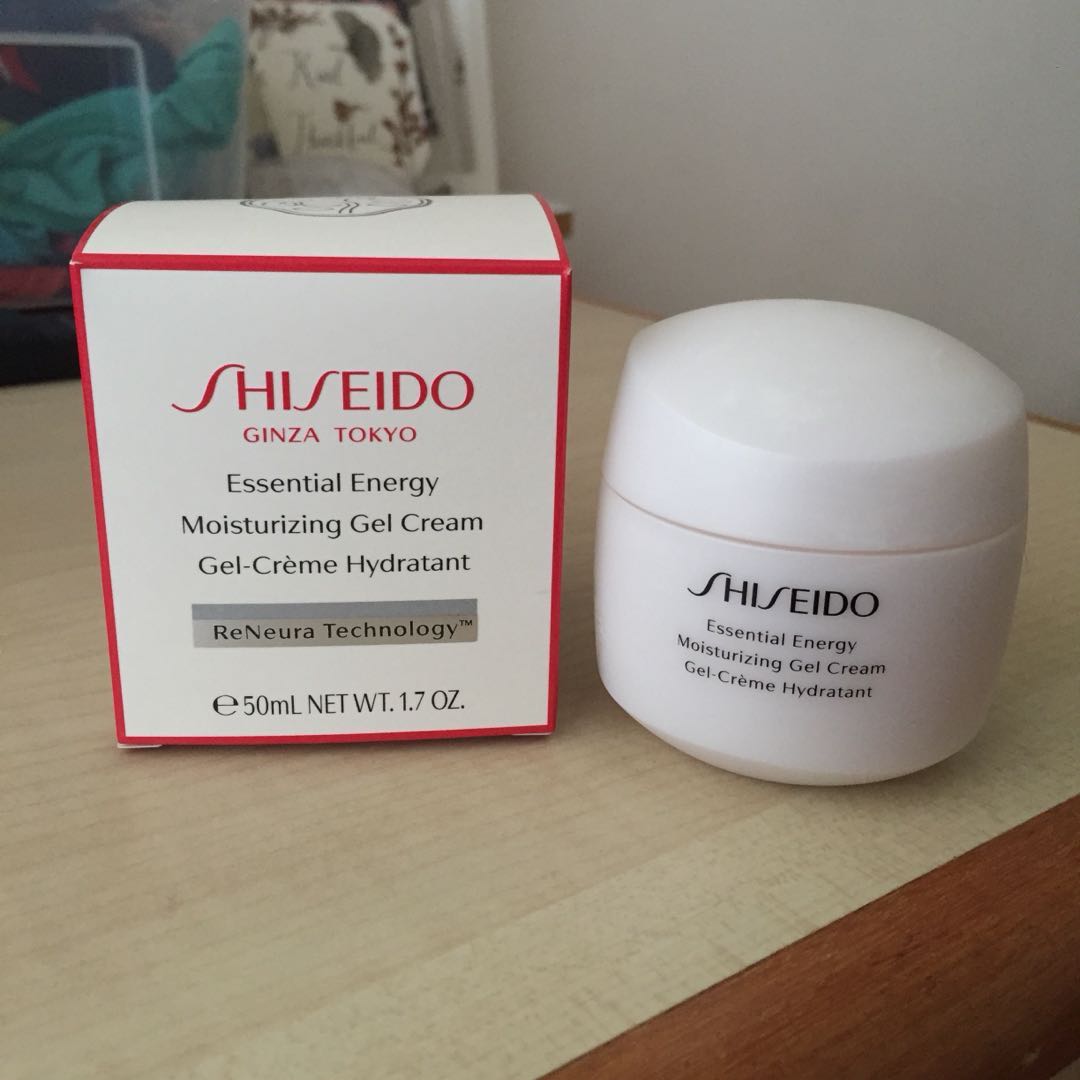 SHISEIDO
GINZA TOKYO
Essential Energy
Moisturizing Gel Cream
Gel-Crème Hydratant
ReNeura Technology™
℮50mL NET WT. 1.7 OZ.
SHISEIDO
Essential Energy
Moisturizing Gel Cream
Gel-Crème Hydratant